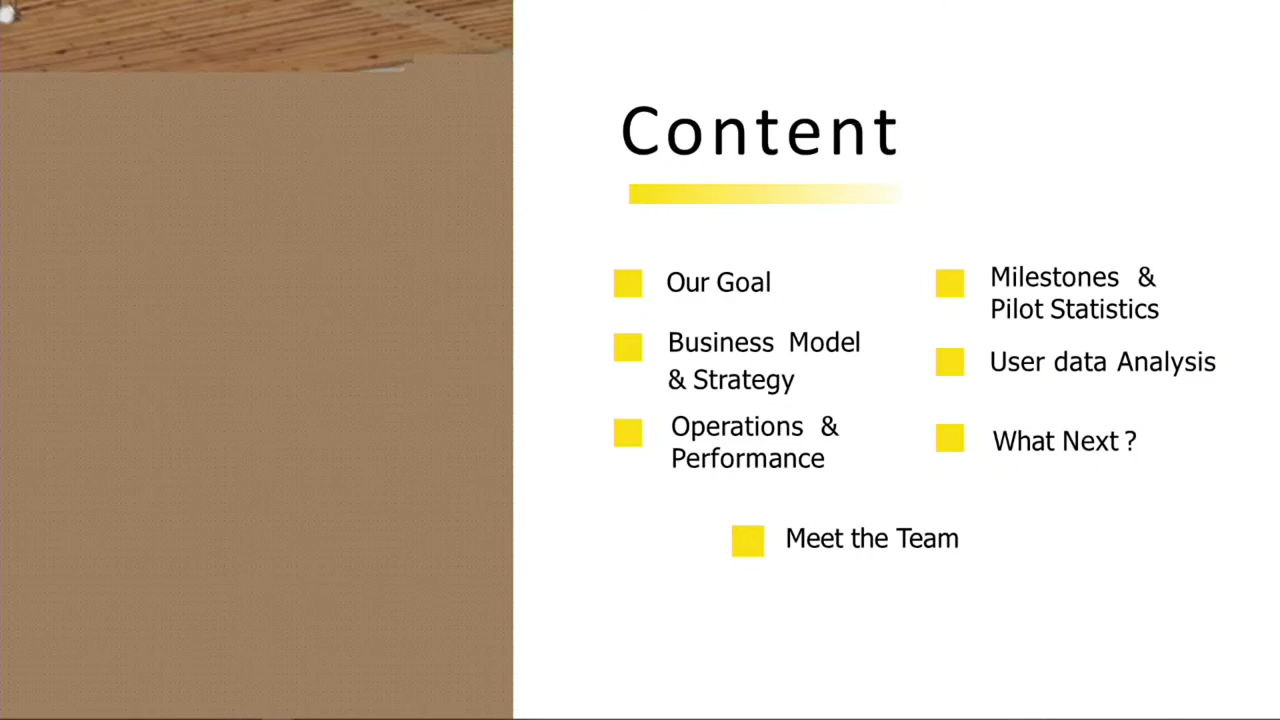 Content
Our Goal
Business Model
& Strategy
Operations &
Performance
Milestones &
Pilot Statistics
User data Analysis
What Next ?
Meet the Team